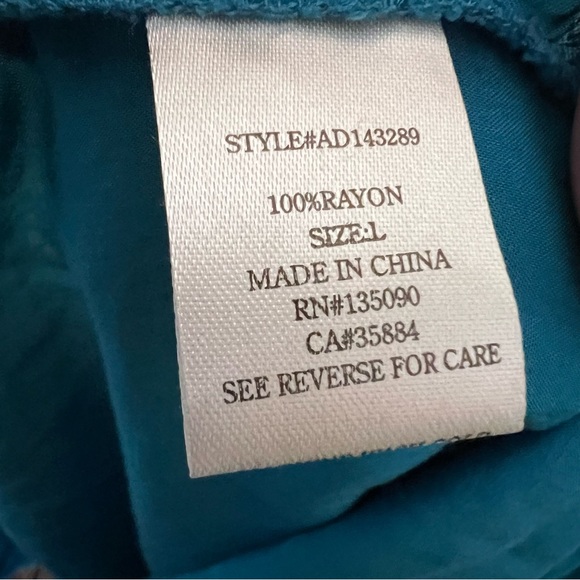 STYLE#AD143289
100%RAYON
SIZE:L
MADE IN CHINA
RN#135090
CA#35884
SEE REVERSE FOR CARE